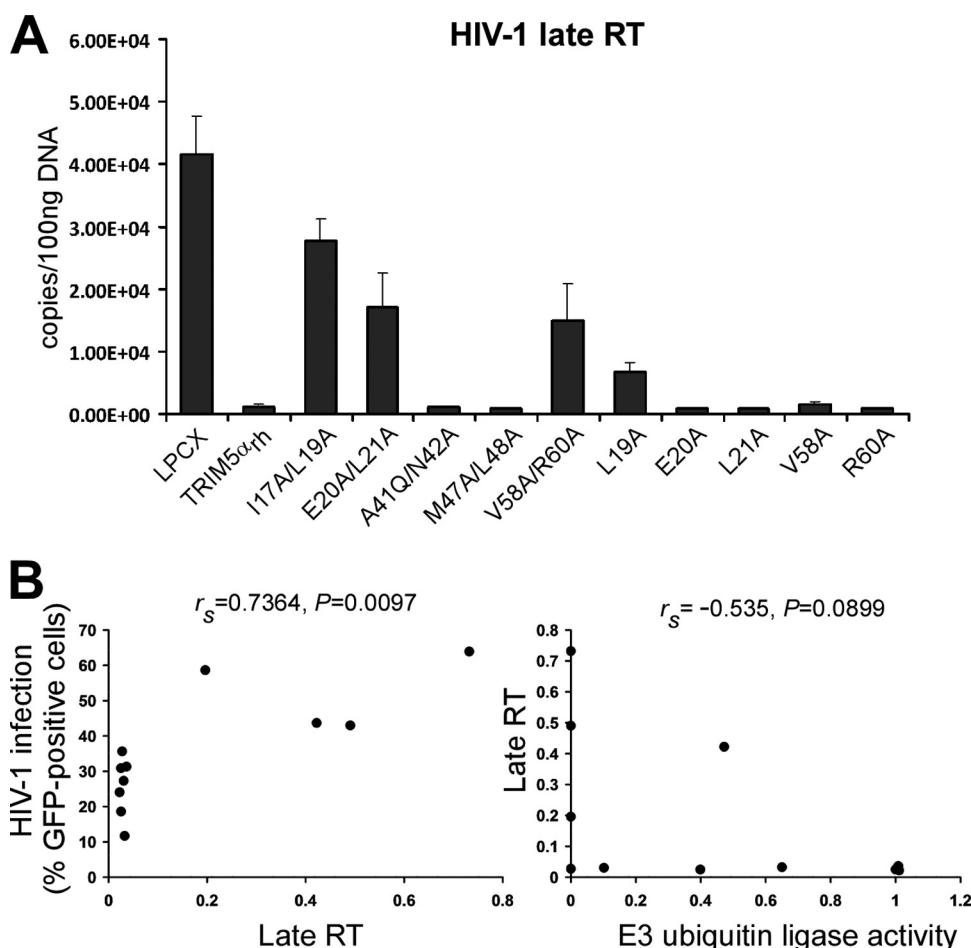 A
HIV-1 late RT
copies/100ng DNA
6.00E+04
5.00E+04
4.00E+04
3.00E+04
2.00E+04
1.00E+04
0.00E+00
LPCX
TRIM5αrh
I17A/L19A
E20A/L21A
A41Q/N42A
M47A/L48A
V58A/R60A
L19A
E20A
L21A
V58A
R60A
B
rs=0.7364, P=0.0097
HIV-1 infection
(% GFP-positive cells)
70
60
50
40
30
20
10
0
0 0.2 0.4 0.6 0.8
Late RT
rs= −0.535, P=0.0899
Late RT
0.8
0.7
0.6
0.5
0.4
0.3
0.2
0.1
0
0 0.2 0.4 0.6 0.8 1 1.2
E3 ubiquitin ligase activity